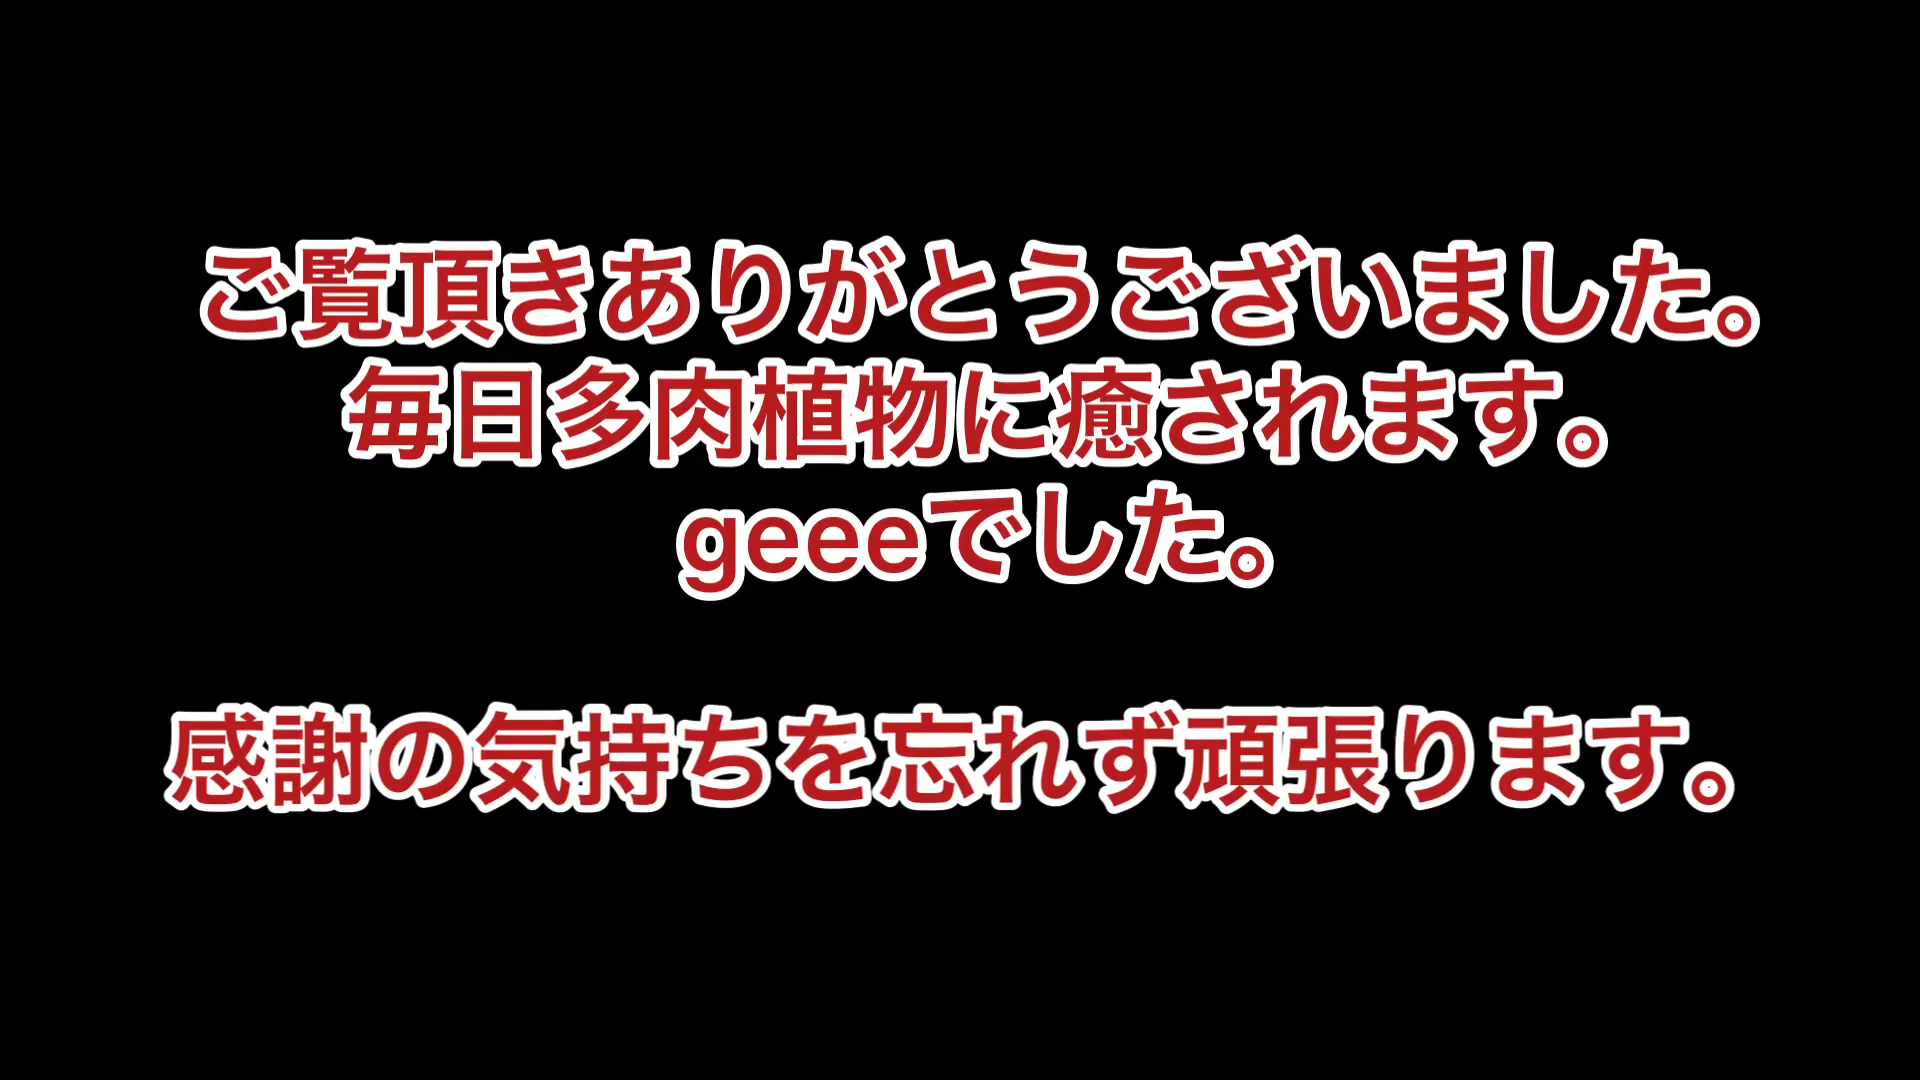 ご覧頂きありがとうございました。
毎日多肉植物に癒されます。
geeeでした。
感謝の気持ちを忘れず頑張ります。